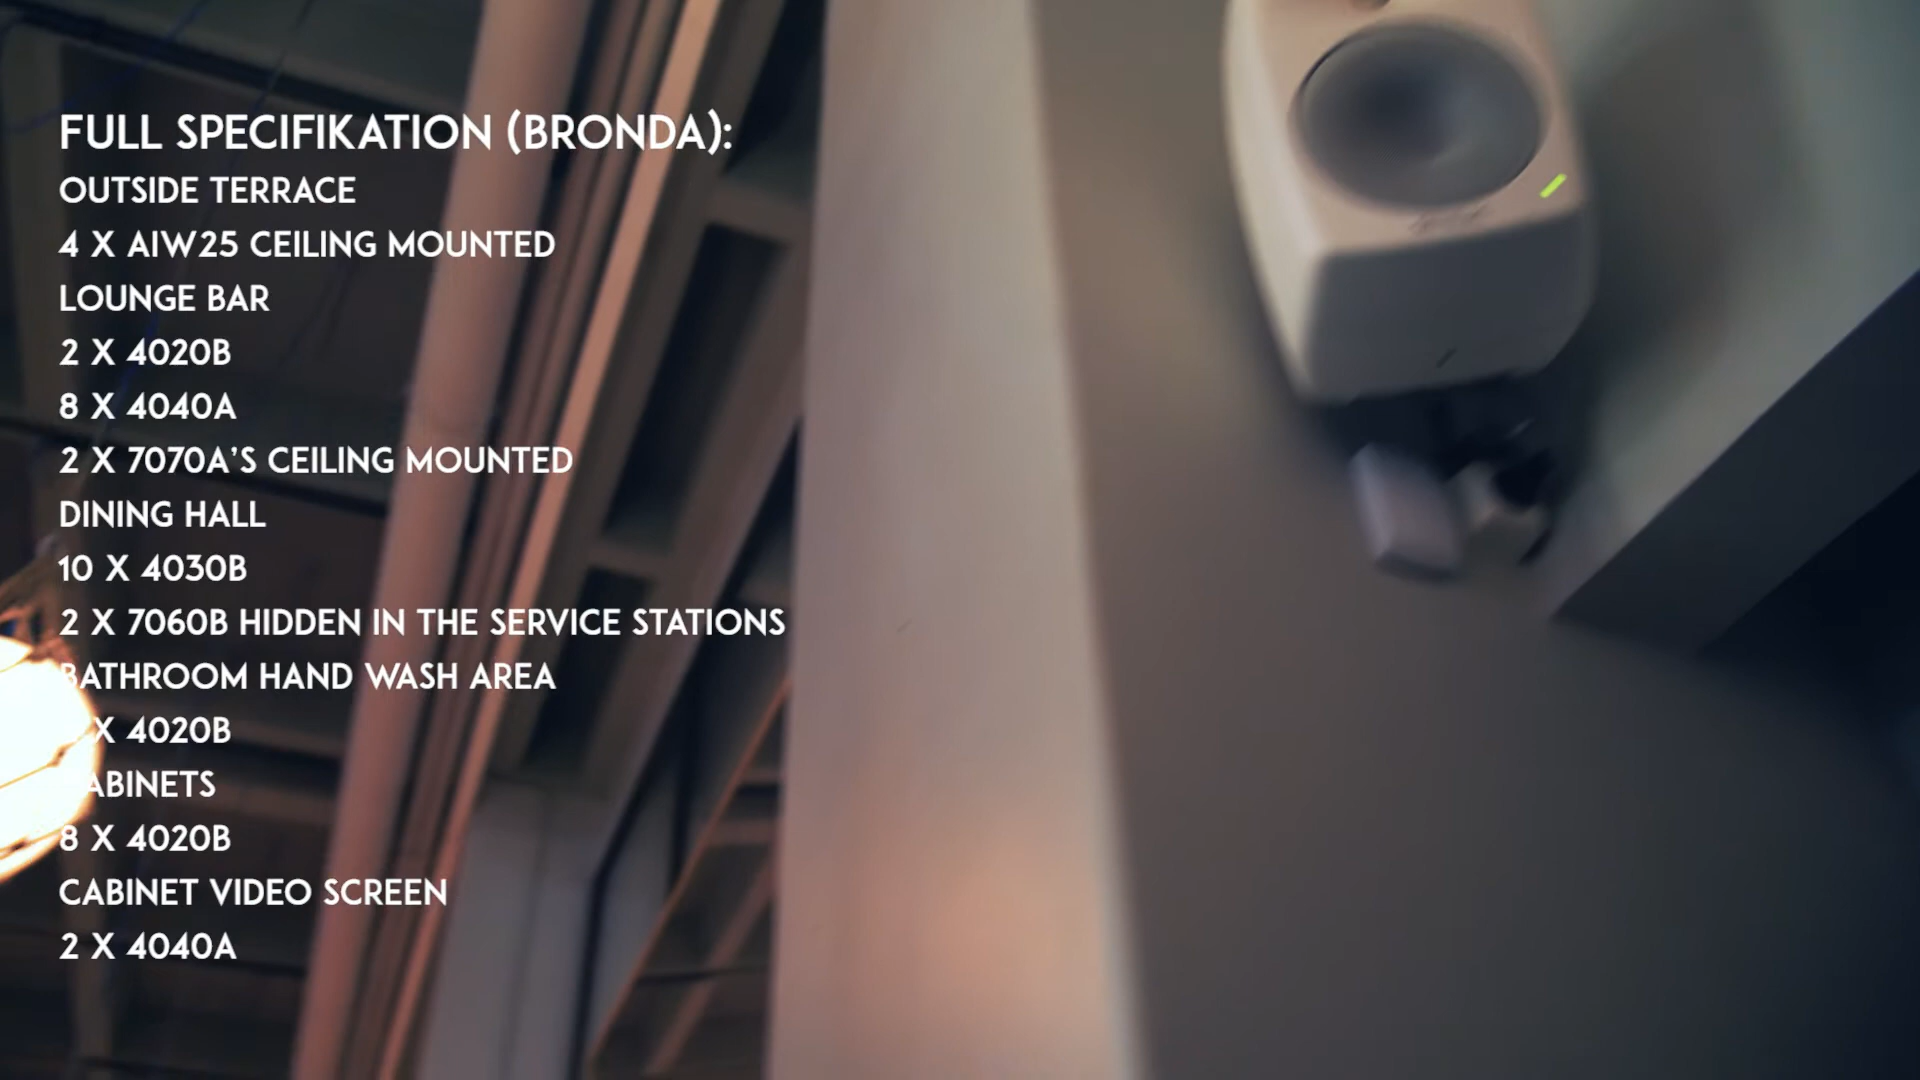 FULL SPECIFIKATION (BRONDA):
OUTSIDE TERRACE
4 X AIW25 CEILING MOUNTED
LOUNGE BAR
2 X 4020B
8 X 4040A
2 X 7070A'S CEILING MOUNTED
DINING HALL
10 X 4030B
2 X 7060B HIDDEN IN THE SERVICE STATIONS
BATHROOM HAND WASH AREA
X 4020B
CABINETS
8 X 4020B
CABINET VIDEO SCREEN
2 X 4040A